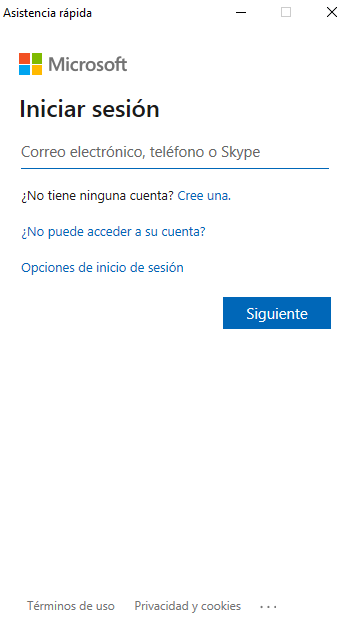 Asistencia rápida
Microsoft
Iniciar sesión
Correo electrónico, teléfono o Skype
¿No tiene ninguna cuenta? Cree una.
¿No puede acceder a su cuenta?
Opciones de inicio de sesión
Siguiente
Términos de uso Privacidad y cookies ...